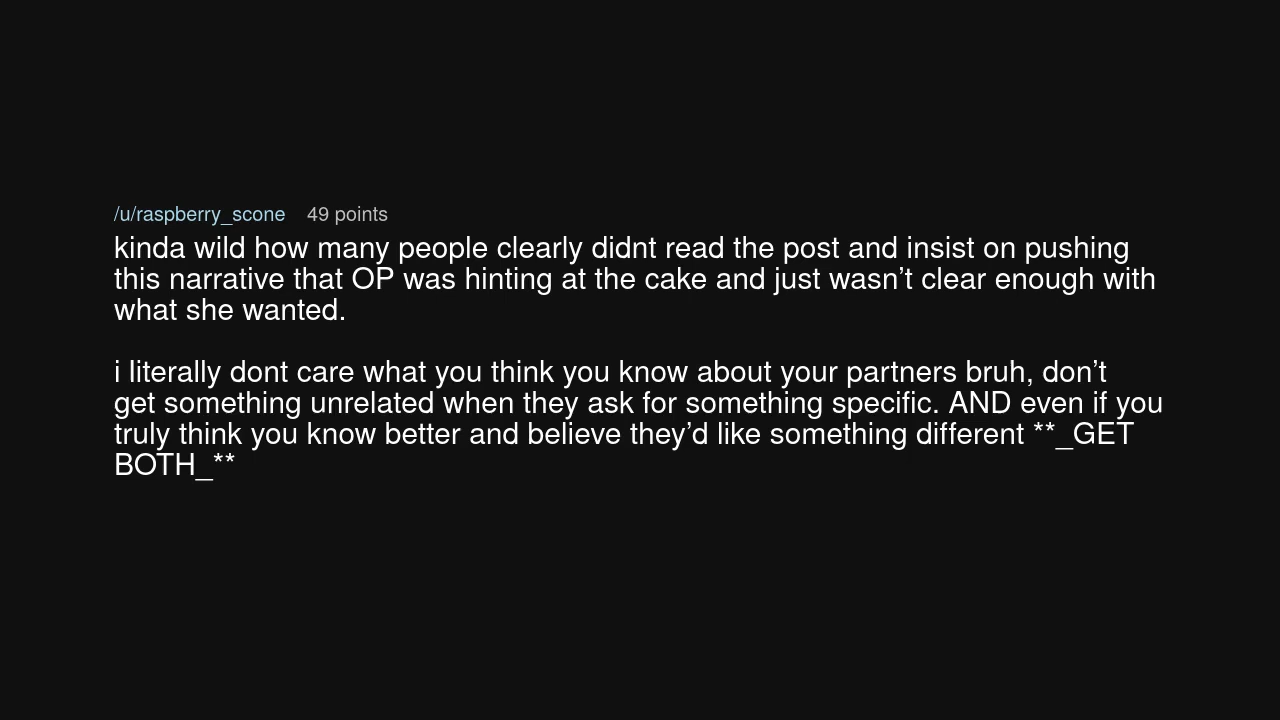 /u/raspberry_scone 49 points
kinda wild how many people clearly didnt read the post and insist on pushing
this narrative that OP was hinting at the cake and just wasn’t clear enough with
what she wanted.
i literally dont care what you think you know about your partners bruh, don’t
get something unrelated when they ask for something specific. AND even if you
truly think you know better and believe they’d like something different **_GET
BOTH_**